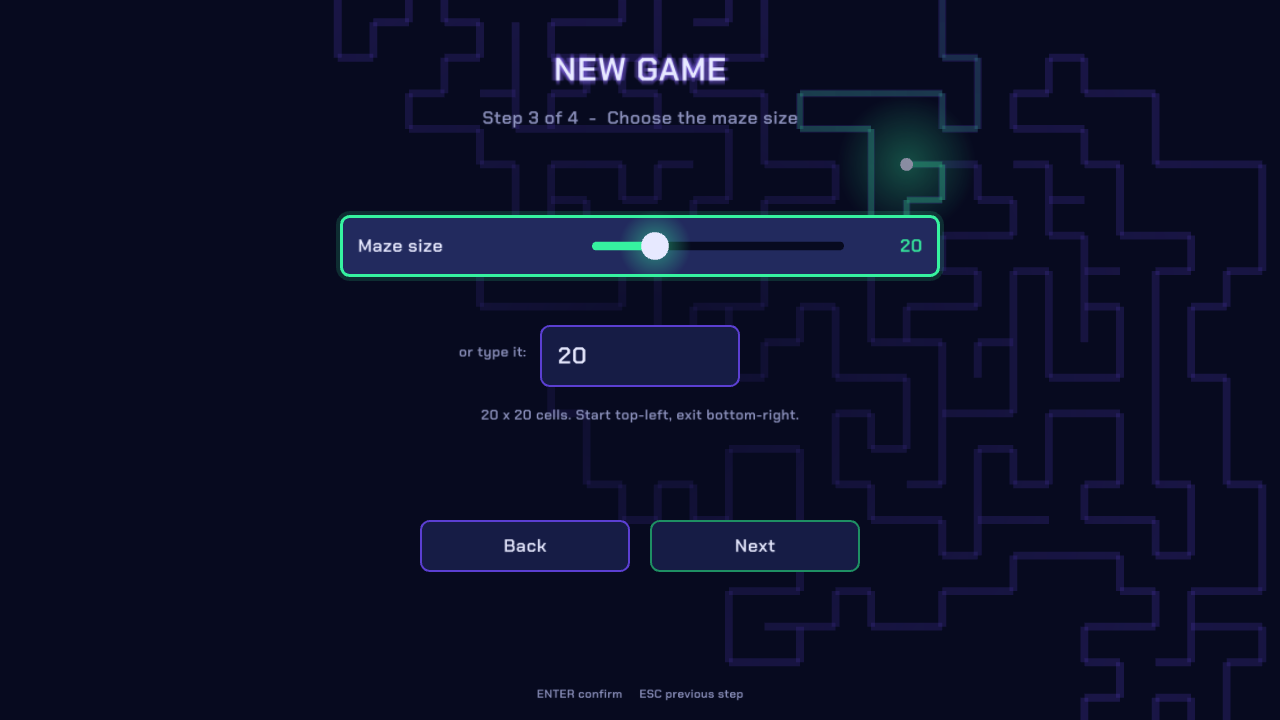 NEW GAME
Step 3 of 4 - Choose the maze size
Maze size 20
or type it: 20
20 x 20 cells. Start top-left, exit bottom-right.
Back Next
ENTER confirm ESC previous step